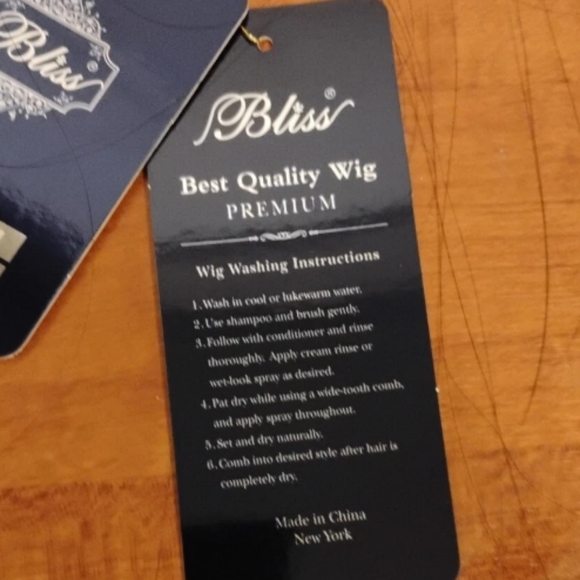 Bliss®
Bliss®
Best Quality Wig
PREMIUM
Wig Washing Instructions
1. Wash in cool or lukewarm water.
2. Use shampoo and brush gently.
3. Follow with conditioner and rinse
thoroughly. Apply cream rinse or
wet-look spray as desired.
4. Pat dry while using a wide-tooth comb,
and apply spray throughout.
5. Set and dry naturally.
6. Comb into desired style after hair is
completely dry.
Made in China
New York